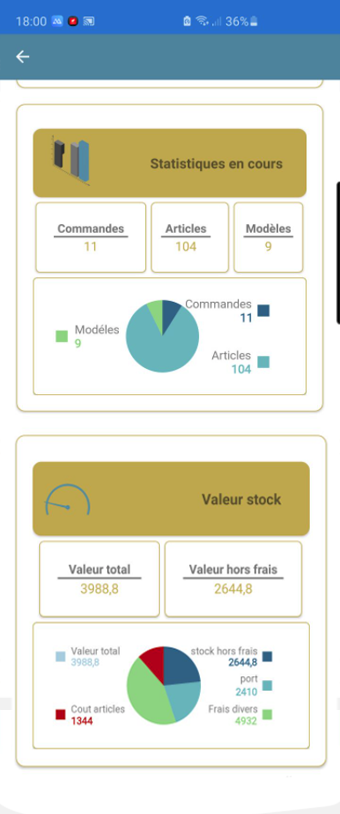 18:00 36%
Statistiques en cours
Commandes Articles Modèles
11 104 9
Commandes
11
Modéles
9
Articles
104
Valeur stock
Valeur total Valeur hors frais
3988,8 2644,8
Valeur total stock hors frais
3988,8 2644,8
port
2410
Cout articles Frais divers
1344 4932